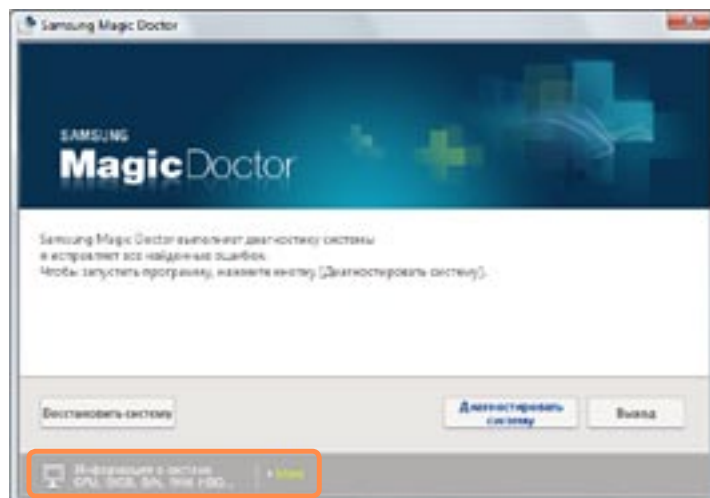 Samsung Magic Doctor
SAMSUNG
MagicDoctor
Samsung Magic Doctor выполняет диагностику системы
и исправляет все найденные ошибки.
Чтобы запустить программу, нажмите кнопку [Диагностировать систему].
Восстановить систему
Диагностировать
систему
Выход
Информация о системе
CPU, ОЗУ,